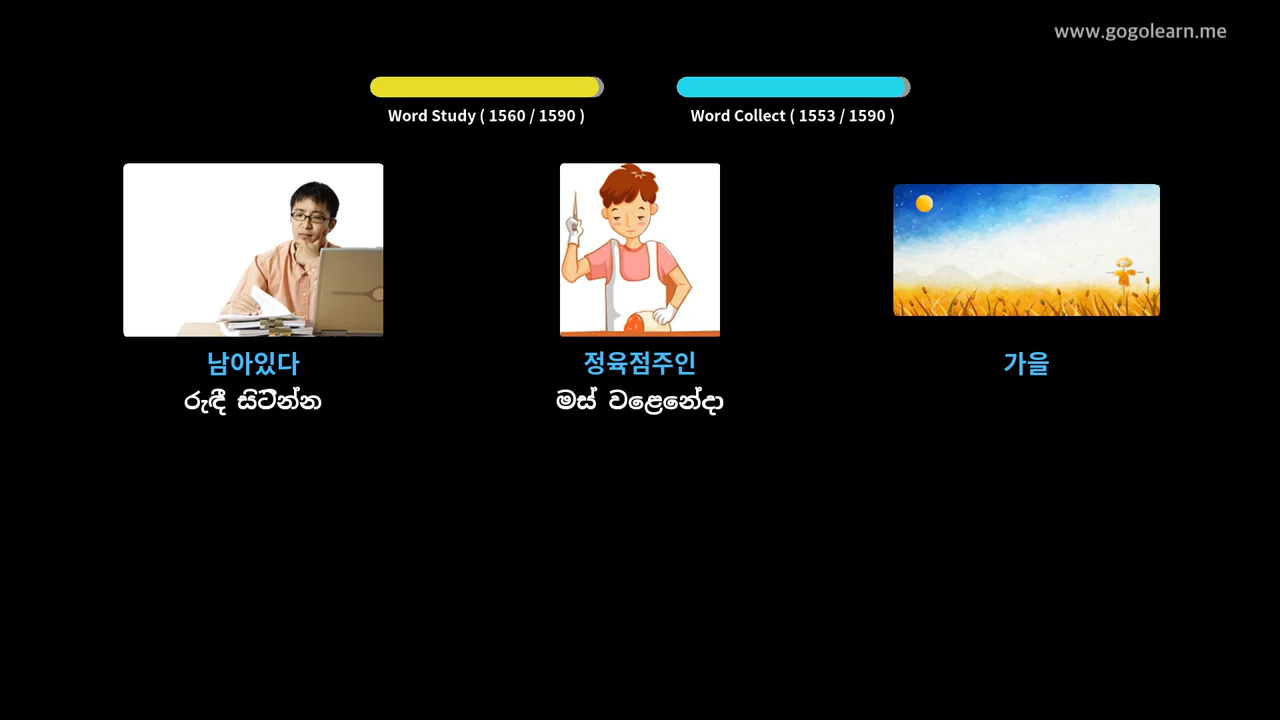 www.gogolearn.me
Word Study ( 1560 / 1590 )
Word Collect ( 1553 / 1590 )
남아있다
정육점주인
가을
රුඳී සිටින්න
මස් වළෙනේදා